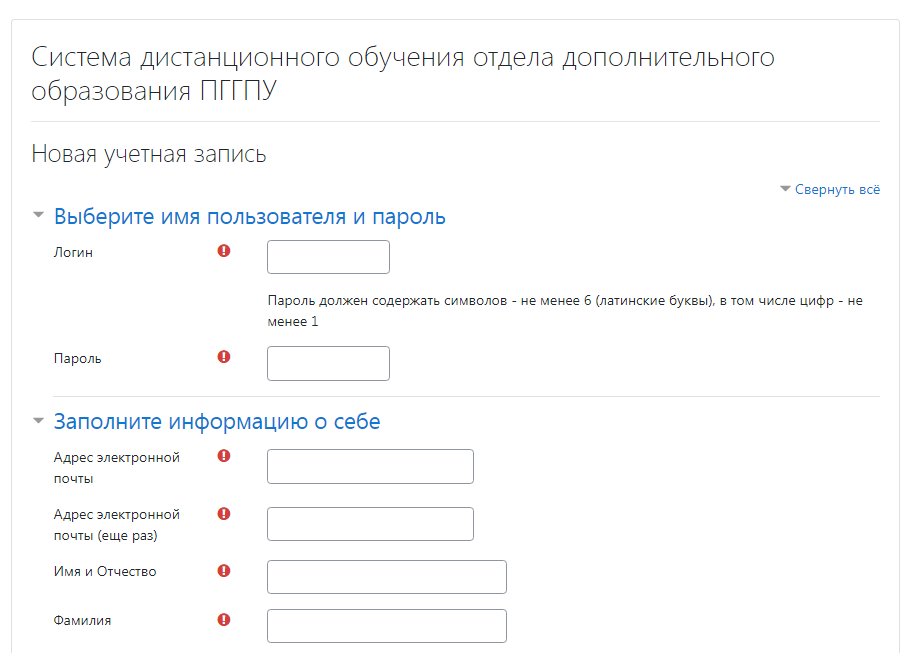 Система дистанционного обучения отдела дополнительного
образования ПГГПУ
Новая учетная запись
Свернуть всё
Выберите имя пользователя и пароль
Логин
Пароль должен содержать символов - не менее 6 (латинские буквы), в том числе цифр - не
менее 1
Пароль
Заполните информацию о себе
Адрес электронной
почты
Адрес электронной
почты (еще раз)
Имя и Отчество
Фамилия